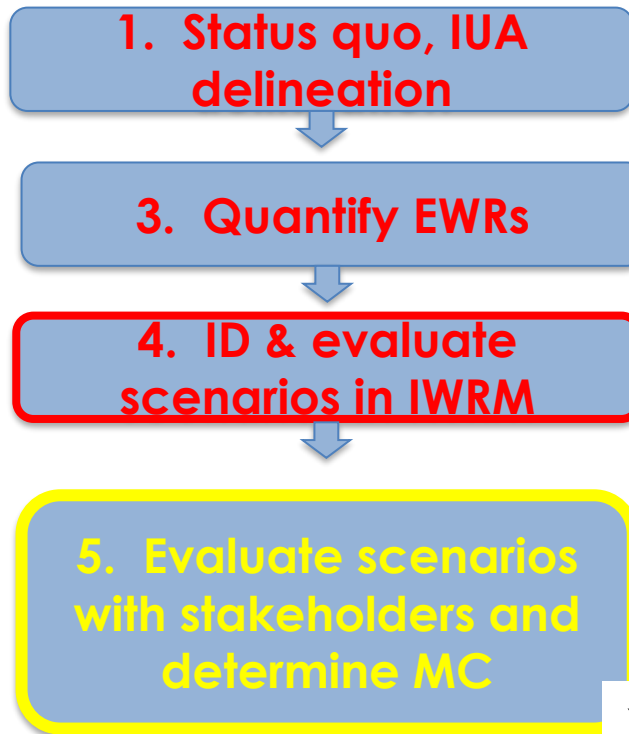 1. Status quo, IUA
delineation
3. Quantify EWRs
4. ID & evaluate
scenarios in IWRM
5. Evaluate scenarios
with stakeholders and
determine MC